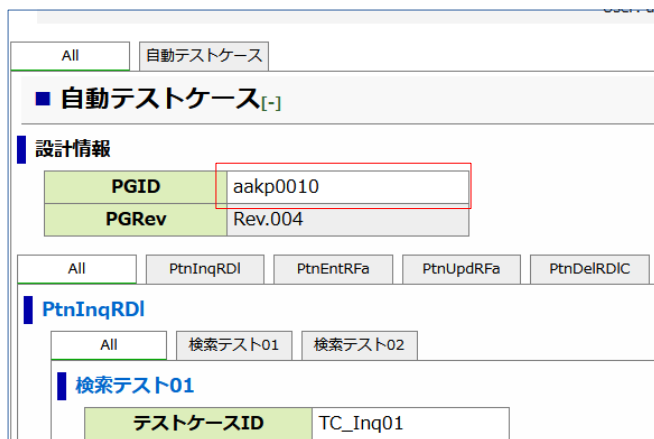 All 自動テストケース
■ 自動テストケース[-]
設計情報
PGID aakp0010
PGRev Rev.004
All PtnInqRDl PtnEntRFa PtnUpdRFa PtnDelRDlC
PtnInqRDl
All 検索テスト01 検索テスト02
検索テスト01
テストケースID TC_Inq01